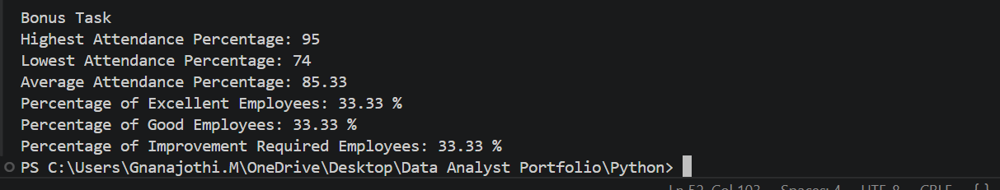 Bonus Task
Highest Attendance Percentage: 95
Lowest Attendance Percentage: 74
Average Attendance Percentage: 85.33
Percentage of Excellent Employees: 33.33 %
Percentage of Good Employees: 33.33 %
Percentage of Improvement Required Employees: 33.33 %
PS C:\Users\Gnanajothi.M\OneDrive\Desktop\Data Analyst Portfolio\Python>
Ln 52, Col 103 Spaces: 4 UTF-8 CRLF { }